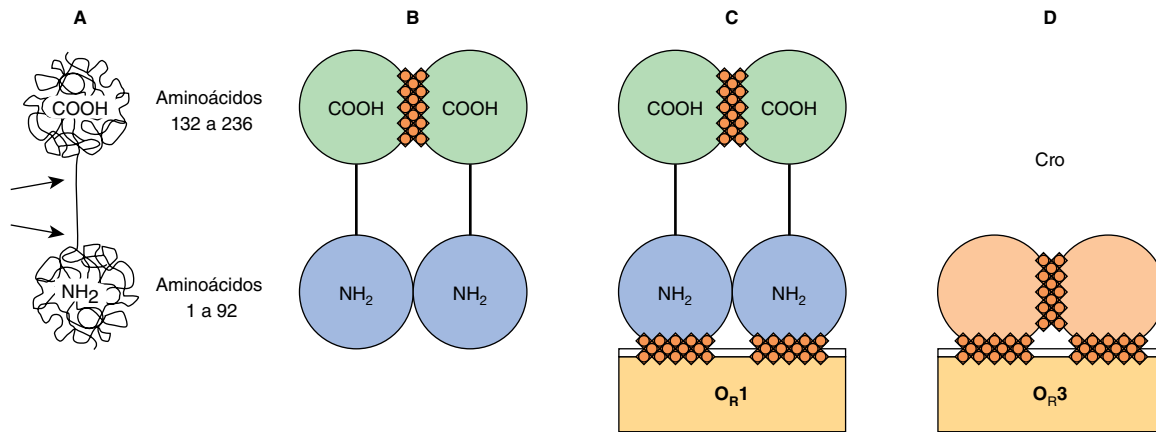 A
B
C
D
COOH
Aminoácidos
132 a 236
COOH
COOH
COOH
COOH
Cro
NH2
Aminoácidos
1 a 92
NH2
NH2
NH2
NH2
OR1
OR3